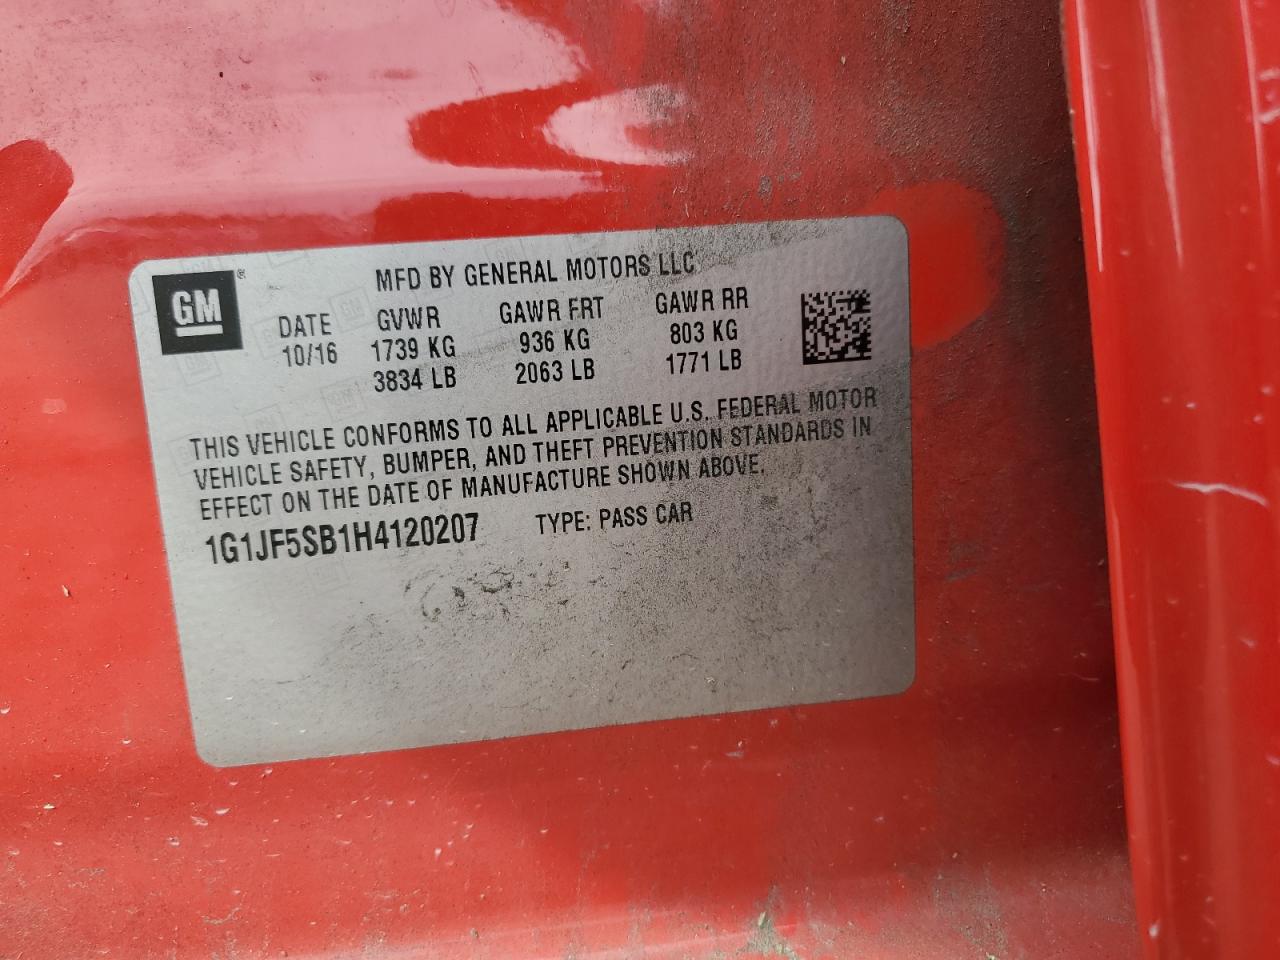 GM ®
MFD BY GENERAL MOTORS LLC
DATE GVWR GAWR FRT GAWR RR
10/16 1739 KG 936 KG 803 KG
3834 LB 2063 LB 1771 LB
THIS VEHICLE CONFORMS TO ALL APPLICABLE U.S. FEDERAL MOTOR
VEHICLE SAFETY, BUMPER, AND THEFT PREVENTION STANDARDS IN
EFFECT ON THE DATE OF MANUFACTURE SHOWN ABOVE.
1G1JF5SB1H4120207 TYPE: PASS CAR